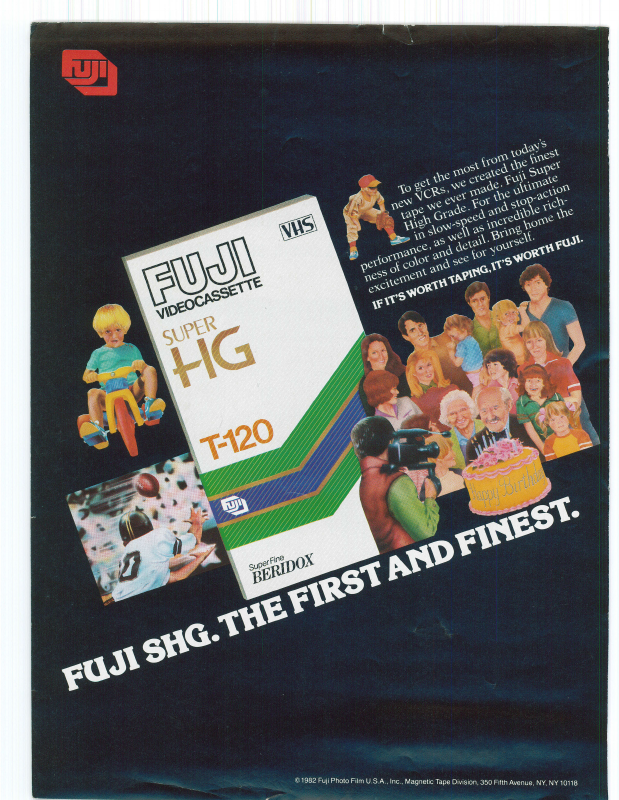 FUJI
To get the most from today's
new VCRs, we created the finest
tape we ever made. Fuji Super
High Grade. For the ultimate
in slow-speed and stop-action
performance, as well as incredible rich-
ness of color and detail. Bring home the
excitement and see for yourself.
IF IT'S WORTH TAPING, IT'S WORTH FUJI.
VHS
FUJI
VIDEOCASSETTE
SUPER
HG
T-120
FUJI
SuperFine
BERIDOX
0
Happy Birthday
FUJI SHG. THE FIRST AND FINEST.
© 1982 Fuji Photo Film U.S.A., Inc., Magnetic Tape Division, 350 Fifth Avenue, NY, NY 10118